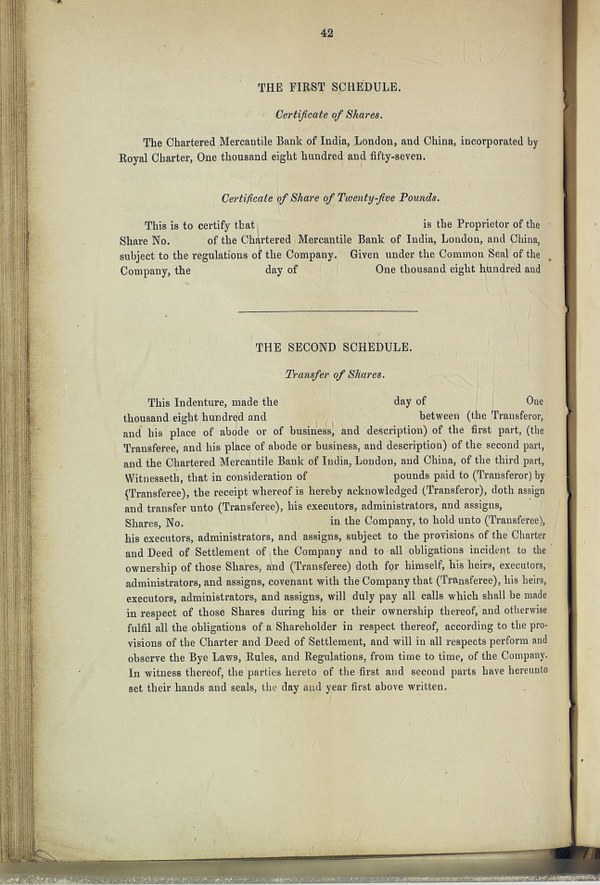 42
THE FIRST SCHEDULE.
Certificate of Shares.
The Chartered Mercantile Bank of India, London, and China, incorporated by
Royal Charter, One thousand eight hundred and fifty-seven.
Certificate of Share of Twenty-five Pounds.
This is to certify that is the Proprietor of the
Share No. of the Chartered Mercantile Bank of India, London, and China,
subject to the regulations of the Company. Given under the Common Seal of the
Company, the day of One thousand eight hundred and
THE SECOND SCHEDULE.
Transfer of Shares.
This Indenture, made the day of One
thousand eight hundred and between (the Transferor,
and his place of abode or of business, and description) of the first part, (the
Transferee, and his place of abode or business, and description) of the second part,
and the Chartered Mercantile Bank of India, London, and China, of the third part,
Witnesseth, that in consideration of pounds paid to (Transferor) by
(Transferee), the receipt whereof is hereby acknowledged (Transferor), doth assign
and transfer unto (Transferee), his executors, administrators, and assigns,
Shares, No. in the Company, to hold unto (Transferee),
his executors, administrators, and assigns, subject to the provisions of the Charter
and Deed of Settlement of the Company and to all obligations incident to the
ownership of those Shares, and (Transferee) doth for himself, his heirs, executors,
administrators, and assigns, covenant with the Company that (Transferee), his heirs,
executors, administrators, and assigns, will duly pay all calls which shall be made
in respect of those Shares during his or their ownership thereof, and otherwise
fulfil all the obligations of a Shareholder in respect thereof, according to the pro-
visions of the Charter and Deed of Settlement, and will in all respects perform and
observe the Bye Laws, Rules, and Regulations, from time to time, of the Company.
In witness thereof, the parties hereto of the first and second parts have hereunto
set their hands and seals, the day and year first above written.